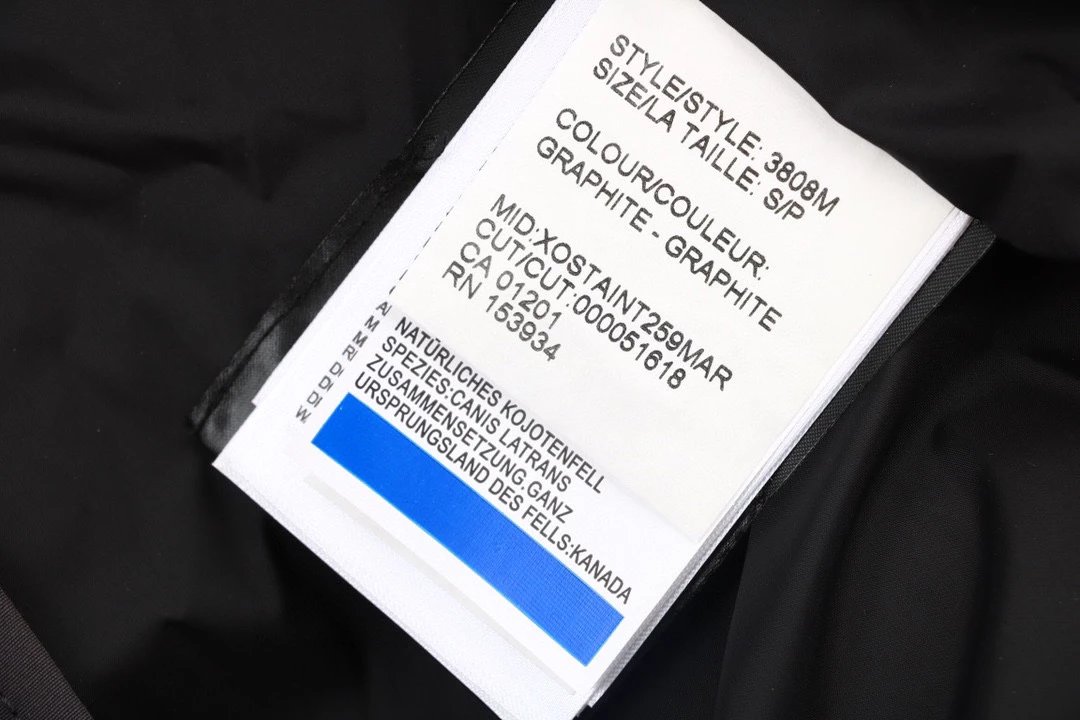 STYLE/STYLE: 3808M
SIZE/LA TAILLE: S/P
COLOUR/COULEUR:
GRAPHITE - GRAPHITE
MID:XOSTAINT259MAR
CUT/CUT:000051618
CA 01201
RN 153934
NATÜRLICHES KOJOTENFELL
SPEZIES:CANIS LATRANS
ZUSAMMENSETZUNG:GANZ
URSPRUNGSLAND DES FELLS:KANADA